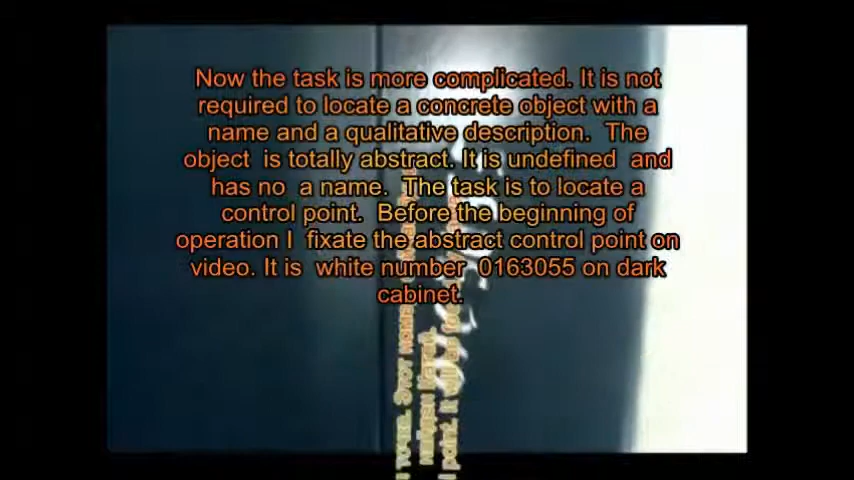 Now the task is more complicated. It is not
required to locate a concrete object with a
name and a qualitative description. The
object is totally abstract. It is undefined and
has no a name. The task is to locate a
control point. Before the beginning of
operation I fixate the abstract control point on
video. It is white number 0163055 on dark
cabinet.